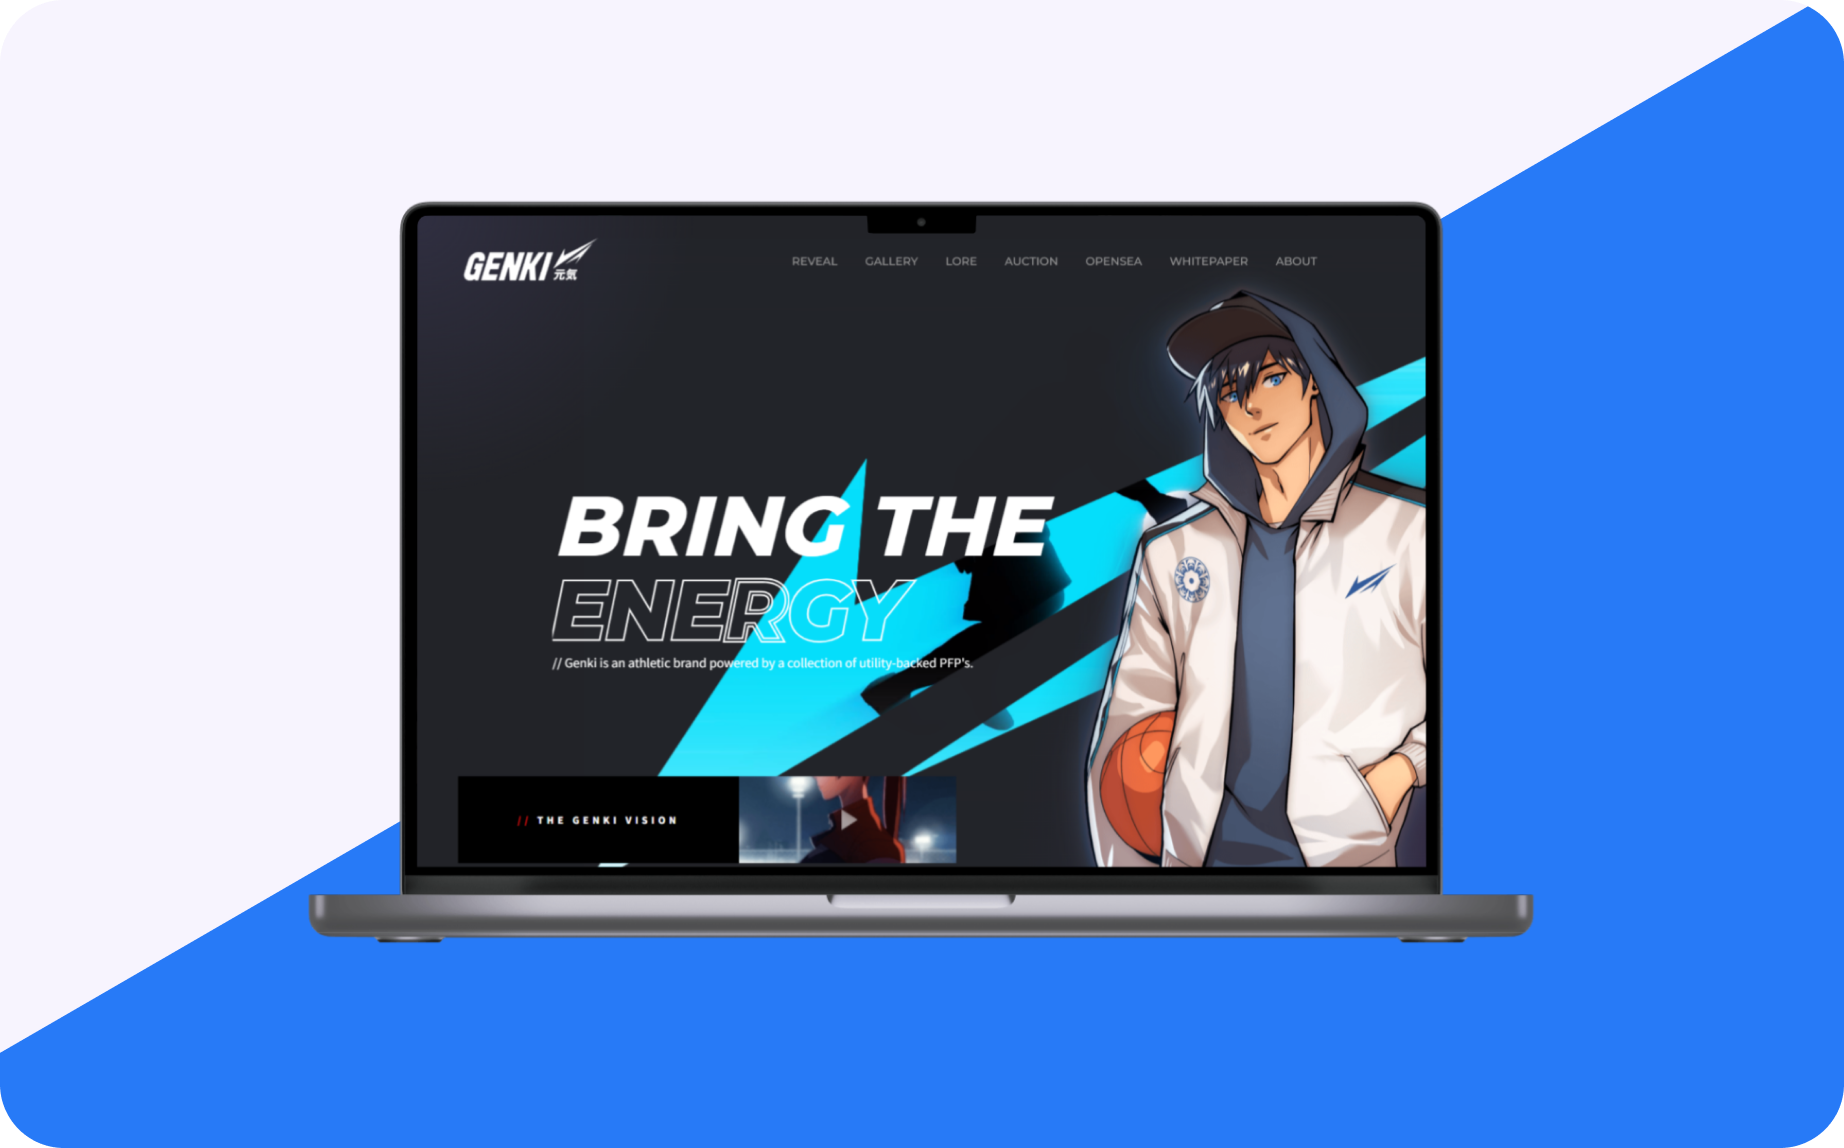 GENKI
元気
REVEAL GALLERY LORE AUCTION OPENSEA WHITEPAPER ABOUT
BRING THE
ENERGY
// Genki is an athletic brand powered by a collection of utility-backed PFP's.
// THE GENKI VISION